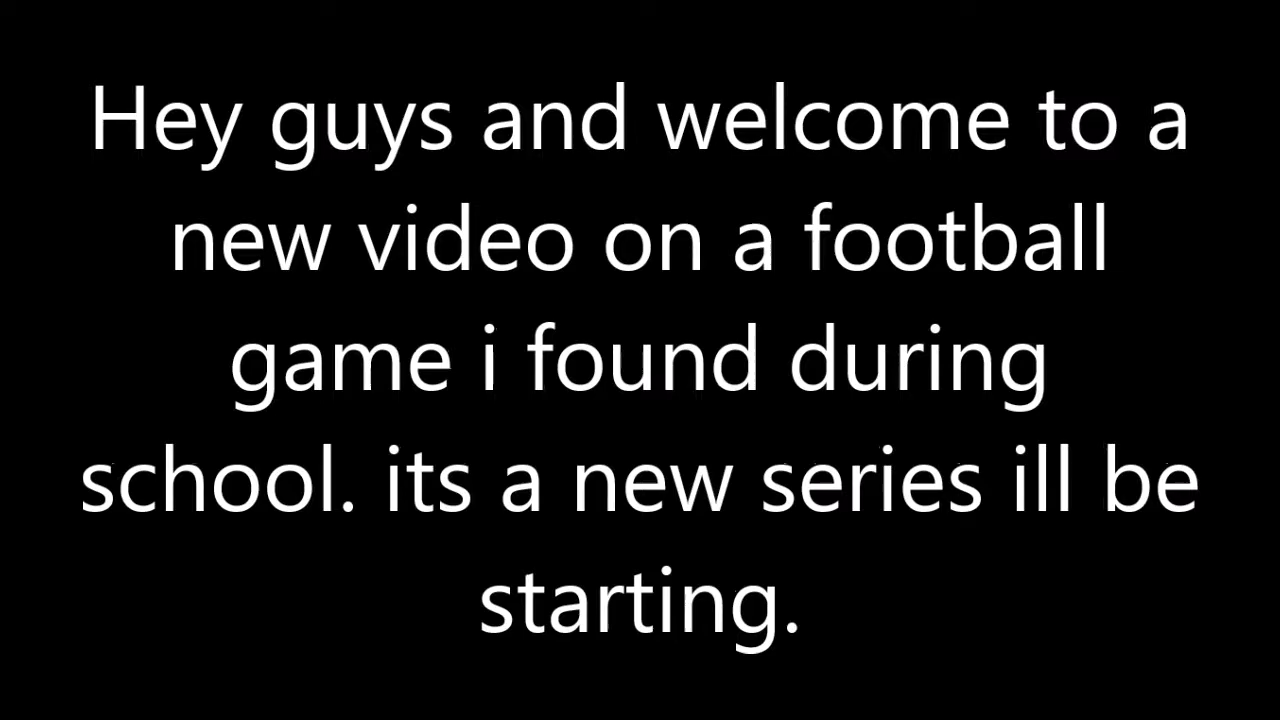 Hey guys and welcome to a
new video on a football
game i found during
school. its a new series ill be
starting.